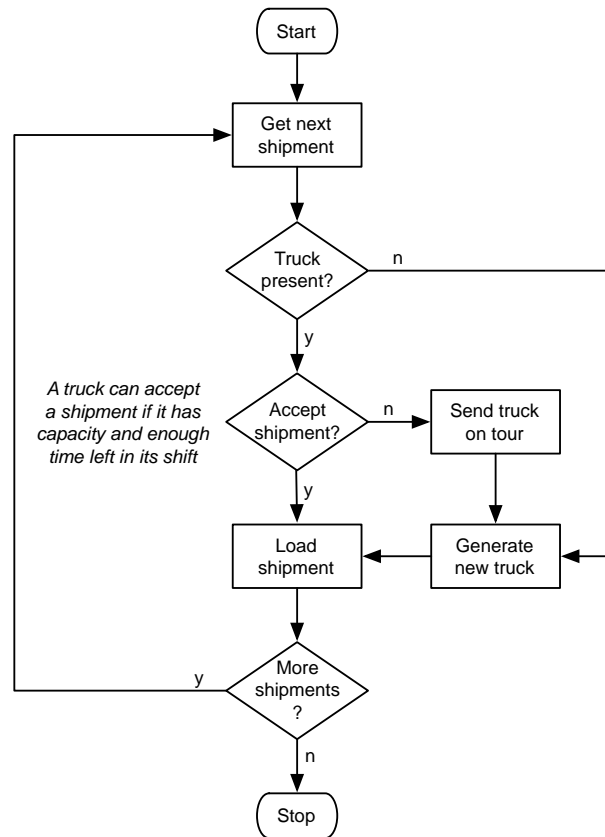 Start
Get next
shipment
Truck
present?
n
y
A truck can accept
a shipment if it has
capacity and enough
time left in its shift
Accept
shipment?
n
Send truck
on tour
y
Load
shipment
Generate
new truck
More
shipments
?
y
n
Stop